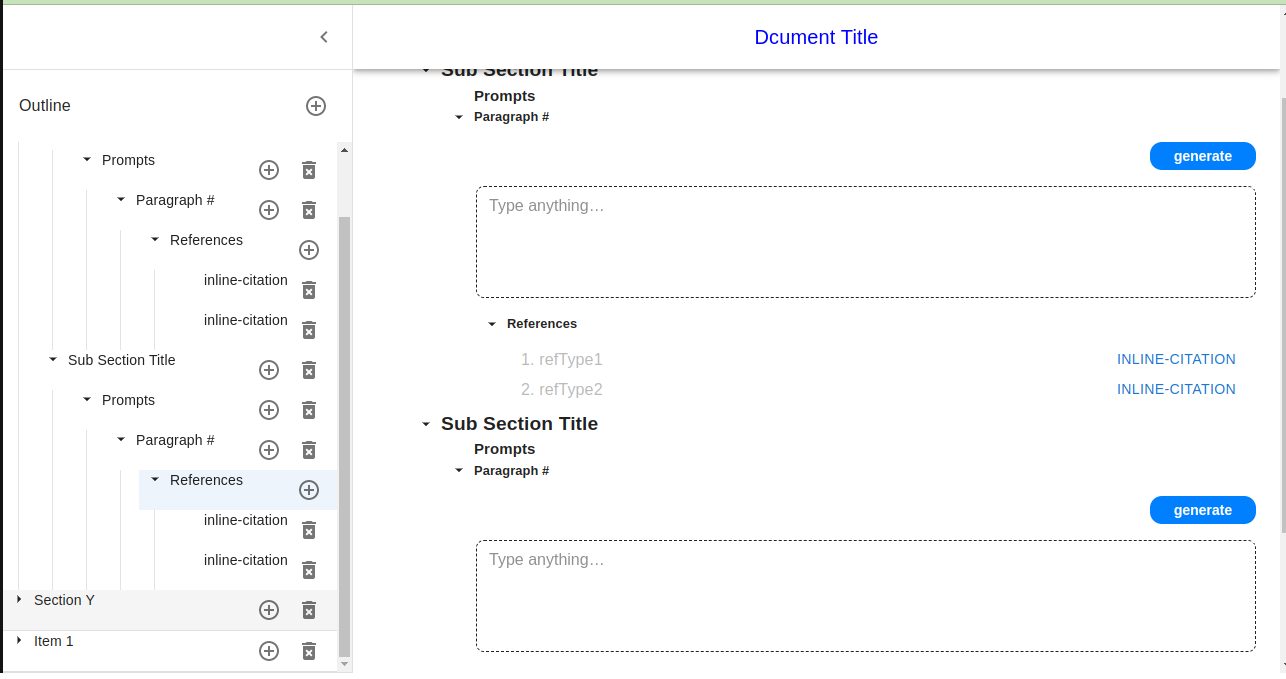 Dcument Title
Outline
Prompts
Paragraph #
References
inline-citation
inline-citation
Sub Section Title
Prompts
Paragraph #
References
inline-citation
inline-citation
Section Y
Item 1
Sub Section Title
Prompts
Paragraph #
generate
Type anything…
References
1. refType1 INLINE-CITATION
2. refType2 INLINE-CITATION
Sub Section Title
Prompts
Paragraph #
generate
Type anything…